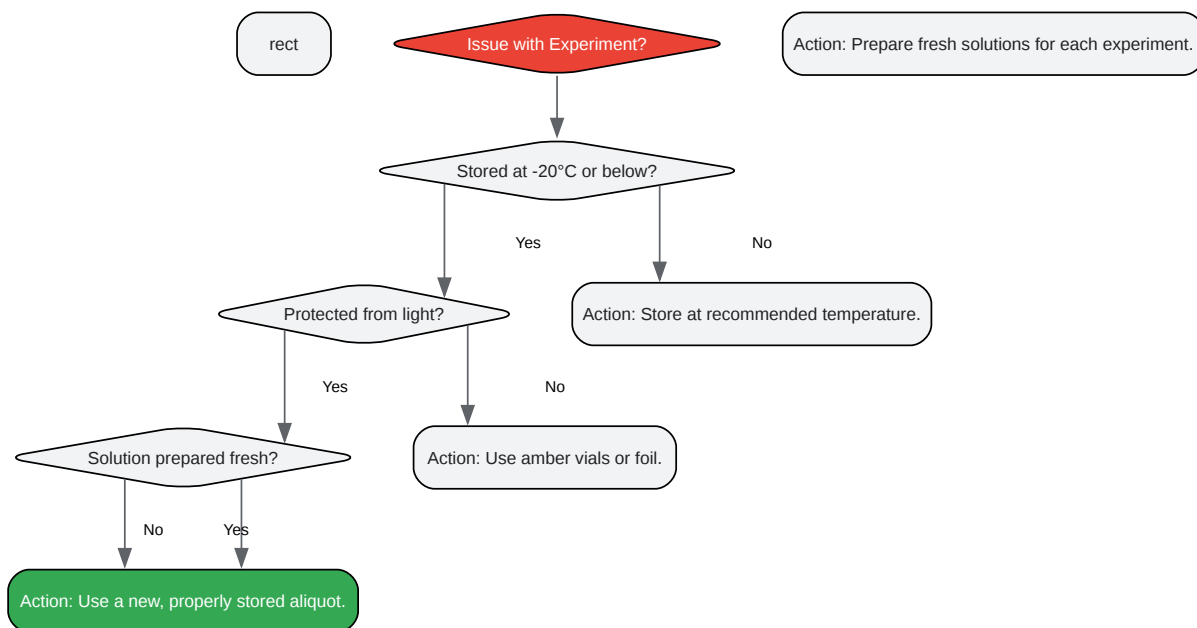 rect
Issue with Experiment?
Action: Prepare fresh solutions for each experiment.
Stored at -20°C or below?
Yes
No
Protected from light?
Action: Store at recommended temperature.
Yes
No
Solution prepared fresh?
Action: Use amber vials or foil.
No
Yes
Action: Use a new, properly stored aliquot.